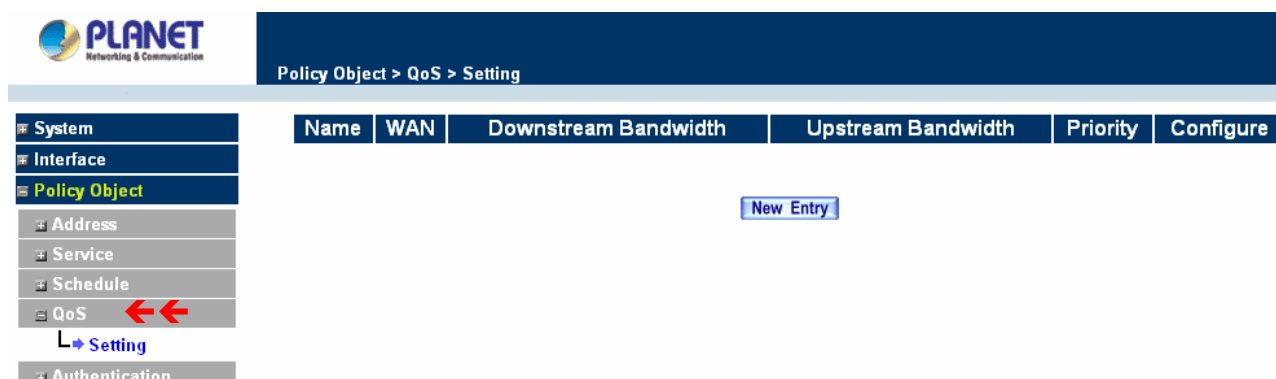 PLANET
Networking & Communication
Policy Object > QoS > Setting
System
Interface
Policy Object
Address
Service
Schedule
QoS
Setting
Authentication
Name WAN Downstream Bandwidth Upstream Bandwidth Priority Configure
New Entry